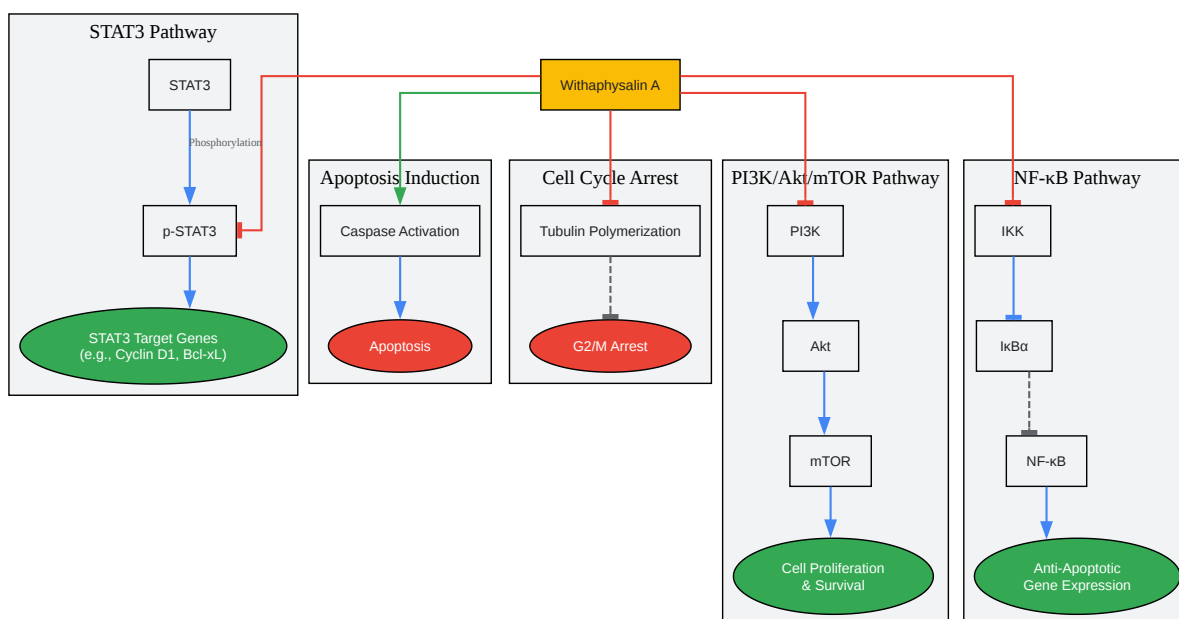 STAT3 Pathway
STAT3
Withaphysalin A
Phosphorylation
Apoptosis Induction
Cell Cycle Arrest
PI3K/Akt/mTOR Pathway
NF-κB Pathway
p-STAT3
Caspase Activation
Tubulin Polymerization
PI3K
IKK
STAT3 Target Genes
(e.g., Cyclin D1, Bcl-xL)
Apoptosis
G2/M Arrest
Akt
IκBα
mTOR
NF-κB
Cell Proliferation
& Survival
Anti-Apoptotic
Gene Expression